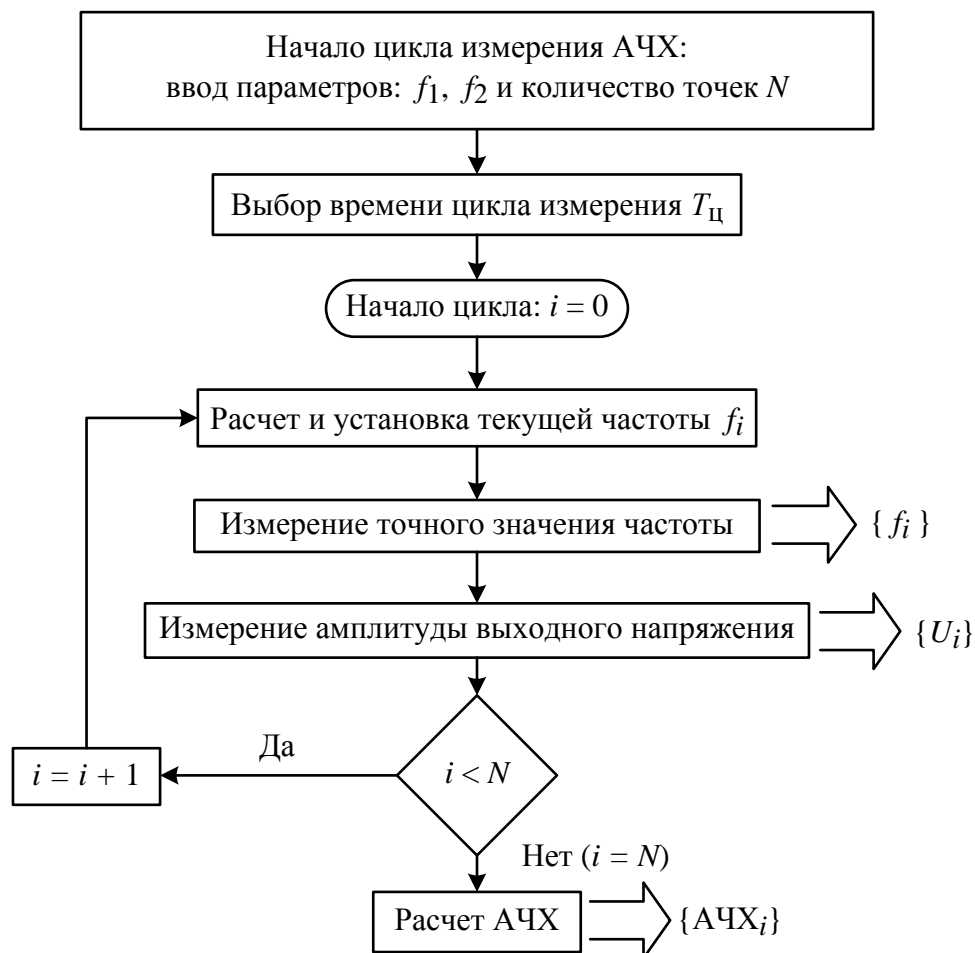 Начало цикла измерения АЧХ:
ввод параметров: f1, f2 и количество точек N
Выбор времени цикла измерения TЦ
Начало цикла: i = 0
Расчет и установка текущей частоты fi
Измерение точного значения частоты
{ fi }
Измерение амплитуды выходного напряжения
{Ui}
Да
i = i + 1
i < N
Нет (i = N)
Расчет АЧХ
{АЧХi}